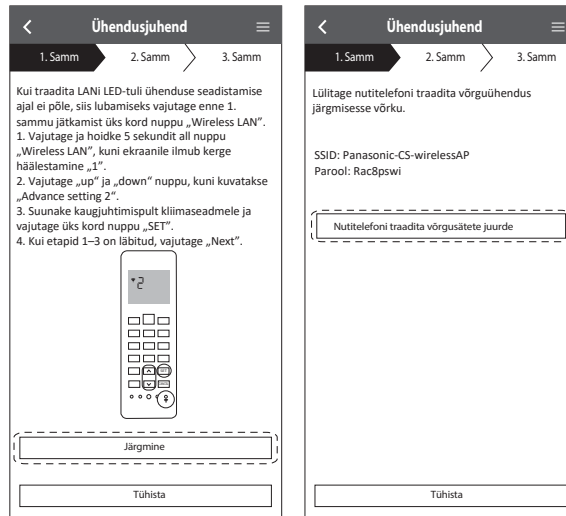 Ühendusjuhend
1. Samm
2. Samm
3. Samm
Kui traadita LANi LED-tuli ühenduse seadistamise
ajal ei põle, siis lubamiseks vajutage enne 1.
sammu jätkamist üks kord nuppu „Wireless LAN”.
1. Vajutage ja hoidke 5 sekundit all nuppu
„Wireless LAN”, kuni ekraanile ilmub kerge
häälestamine „1”.
2. Vajutage „up” ja „down” nuppu, kuni kuvatakse
„Advance setting 2”.
3. Suunake kaugjuhtimispult kliimaseadmele ja
vajutage üks kord nuppu „SET”.
4. Kui etapid 1–3 on läbitud, vajutage „Next”.
2
Järgmine
Tühista
Ühendusjuhend
1. Samm
2. Samm
3. Samm
Lülitage nutitelefoni traadita võrguühendus
järgmisesse võrku.
SSID: Panasonic-CS-wirelessAP
Parool: Rac8pswi
Nutitelefoni traadita võrgusätete juurde
Tühista